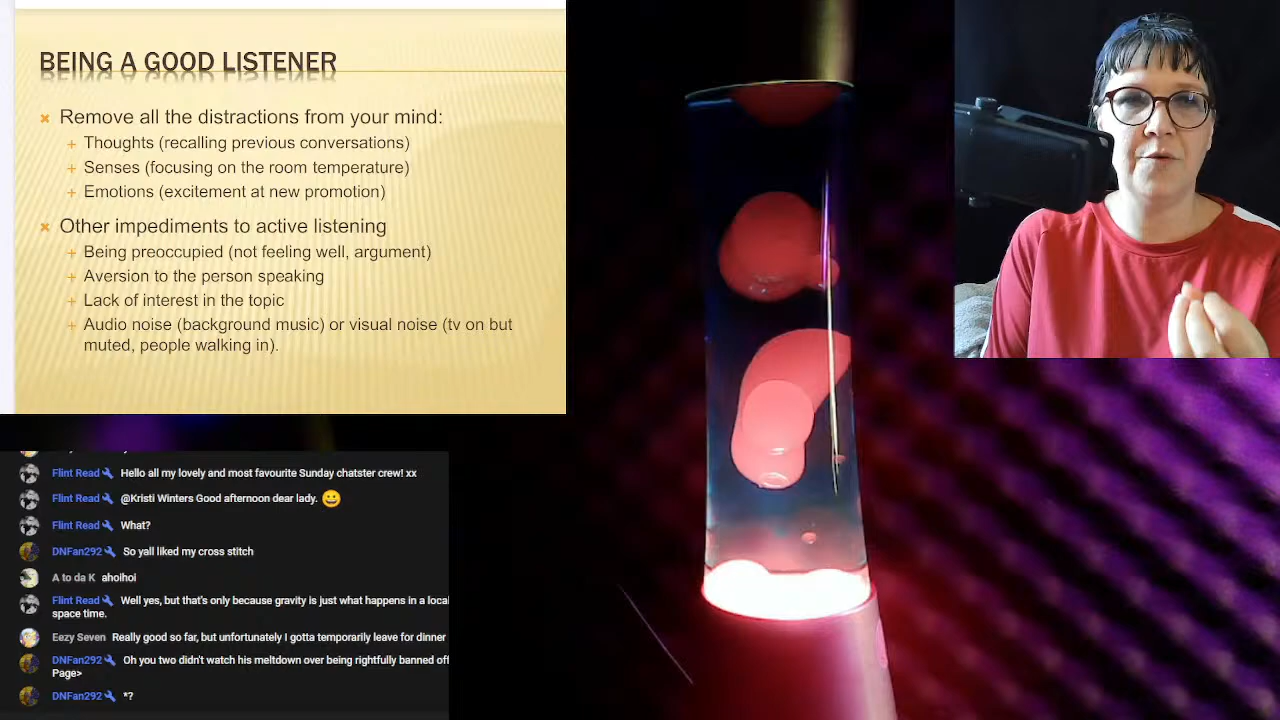 BEING A GOOD LISTENER
Remove all the distractions from your mind:
Thoughts (recalling previous conversations)
Senses (focusing on the room temperature)
Emotions (excitement at new promotion)
Other impediments to active listening
Being preoccupied (not feeling well, argument)
Aversion to the person speaking
Lack of interest in the topic
Audio noise (background music) or visual noise (tv on but
muted, people walking in).
Flint Read Hello all my lovely and most favourite Sunday chatster crew! xx
Flint Read @Kristi Winters Good afternoon dear lady. 😀
Flint Read What?
DNFan292 So yall liked my cross stitch
A to da K ahoihoi
Flint Read Well yes, but that's only because gravity is just what happens in a local
space time.
Eezy Seven Really good so far, but unfortunately I gotta temporarily leave for dinner
DNFan292 Oh you two didn't watch his meltdown over being rightfully banned off
Page>
DNFan292 *?